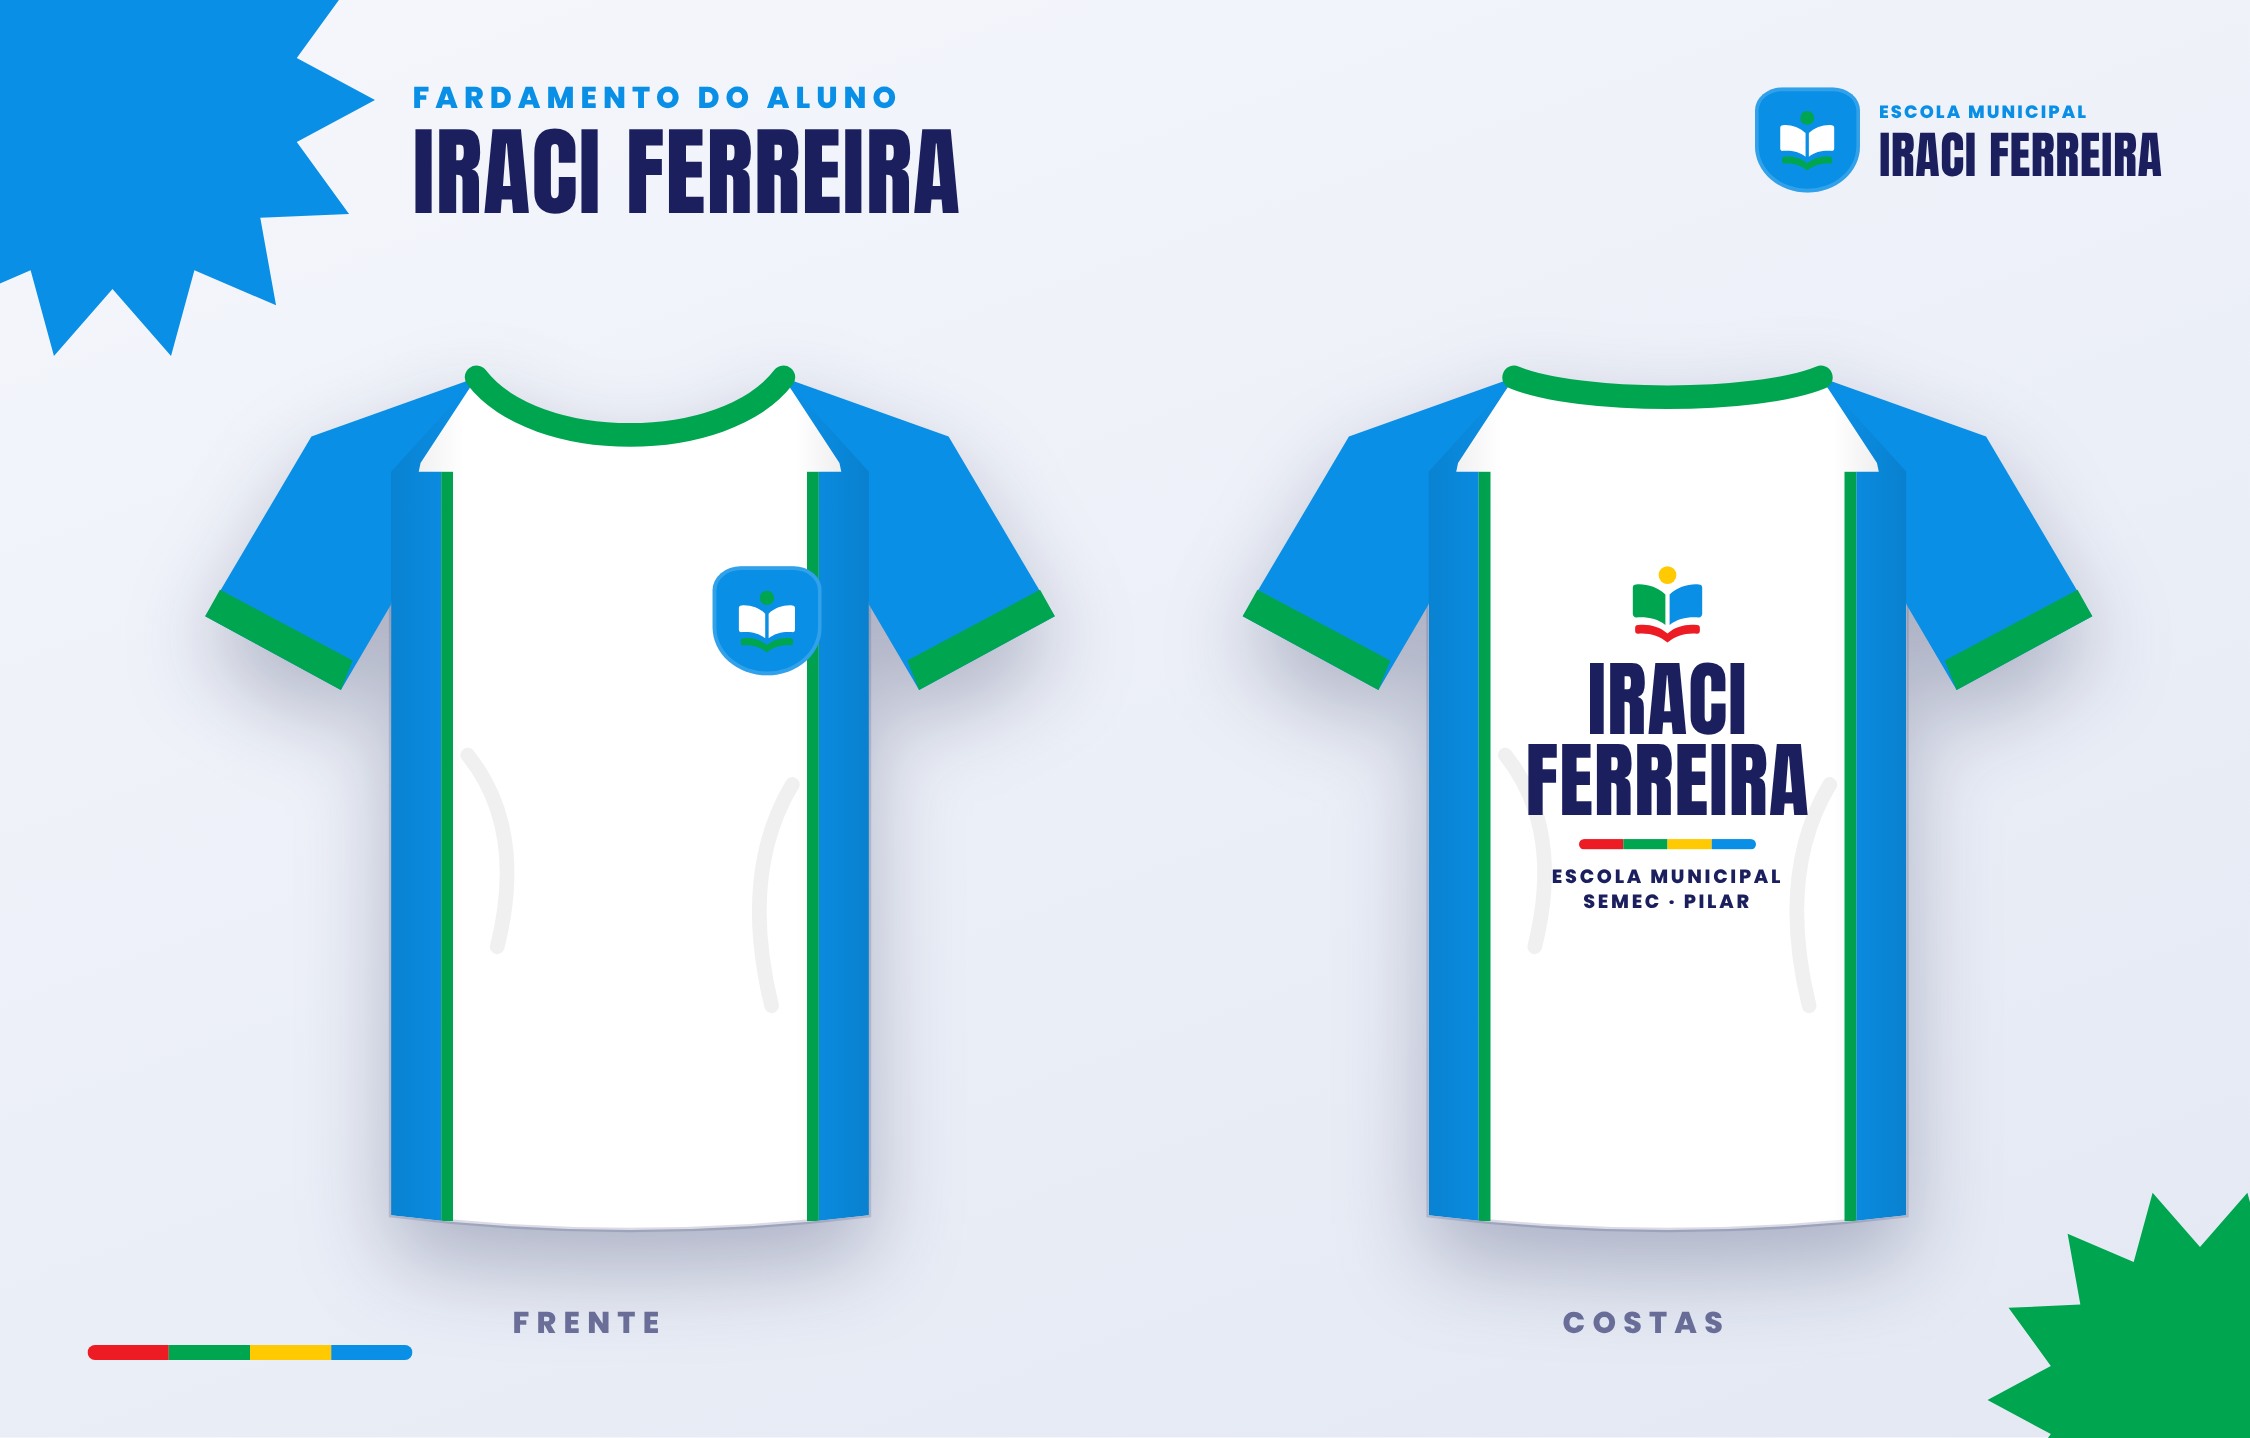 FARDAMENTO DO ALUNO
IRACI FERREIRA
ESCOLA MUNICIPAL
IRACI FERREIRA
IRACI
FERREIRA
ESCOLA MUNICIPAL
SEMEC · PILAR
FRENTE
COSTAS